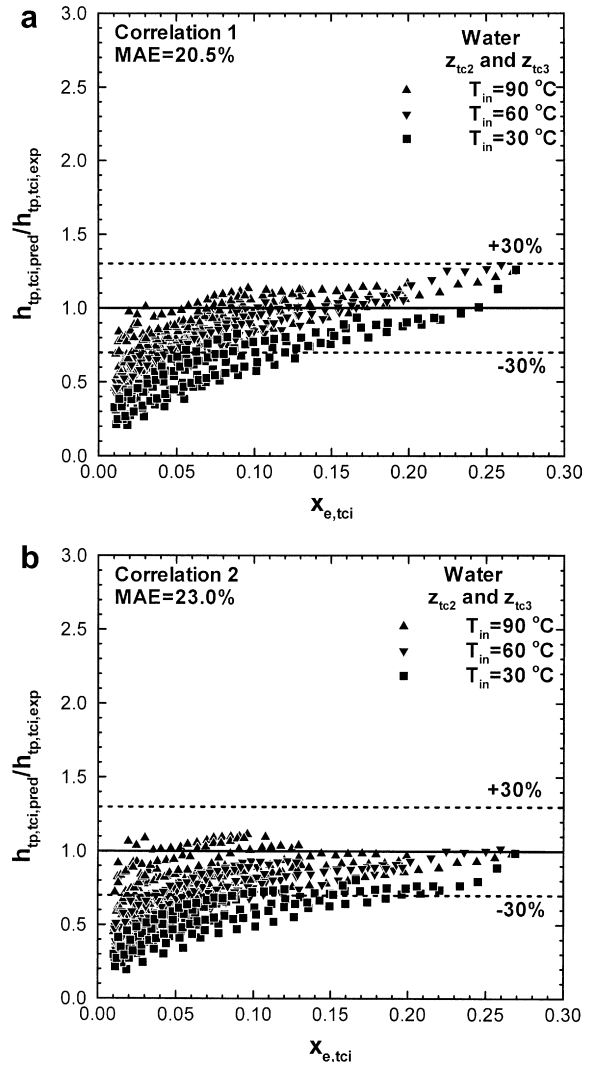 a
Correlation 1
MAE=20.5%
Water
z_tc2 and z_tc3
T_in=90 °C
T_in=60 °C
T_in=30 °C
+30%
-30%
3.0
2.5
2.0
1.5
1.0
0.5
0.0
h_tp,tci,pred/h_tp,tci,exp
0.00 0.05 0.10 0.15 0.20 0.25 0.30
x_e,tci
b
Correlation 2
MAE=23.0%
Water
z_tc2 and z_tc3
T_in=90 °C
T_in=60 °C
T_in=30 °C
+30%
-30%
3.0
2.5
2.0
1.5
1.0
0.5
0.0
h_tp,tci,pred/h_tp,tci,exp
0.00 0.05 0.10 0.15 0.20 0.25 0.30
x_e,tci